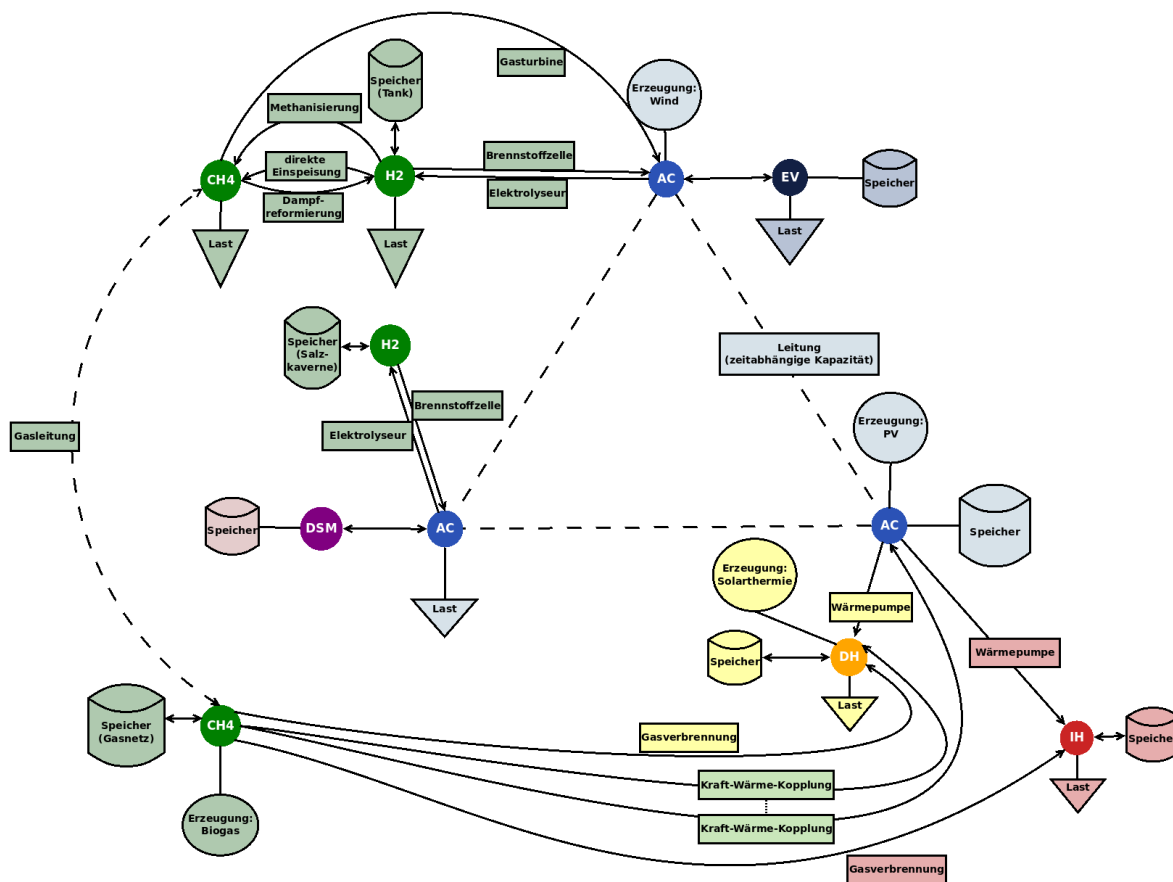 Gasturbine
Speicher
(Tank)
Erzeugung:
Wind
Methanisierung
direkte
Einspeisung
Brennstoffzelle
CH4
H2
AC
EV
Speicher
Elektrolyseur
Dampf-
reformierung
Last
Last
Last
Speicher
(Salz-
kaverne)
H2
Leitung
(zeitabhängige Kapazität)
Brennstoffzelle
Erzeugung:
PV
Gasleitung
Elektrolyseur
Speicher
DSM
AC
AC
Speicher
Erzeugung:
Solarthermie
Last
Wärmepumpe
Wärmepumpe
Speicher
DH
Last
Speicher
(Gasnetz)
CH4
Gasverbrennung
IH
Speicher
Kraft-Wärme-Kopplung
Last
Erzeugung:
Biogas
Kraft-Wärme-Kopplung
Gasverbrennung